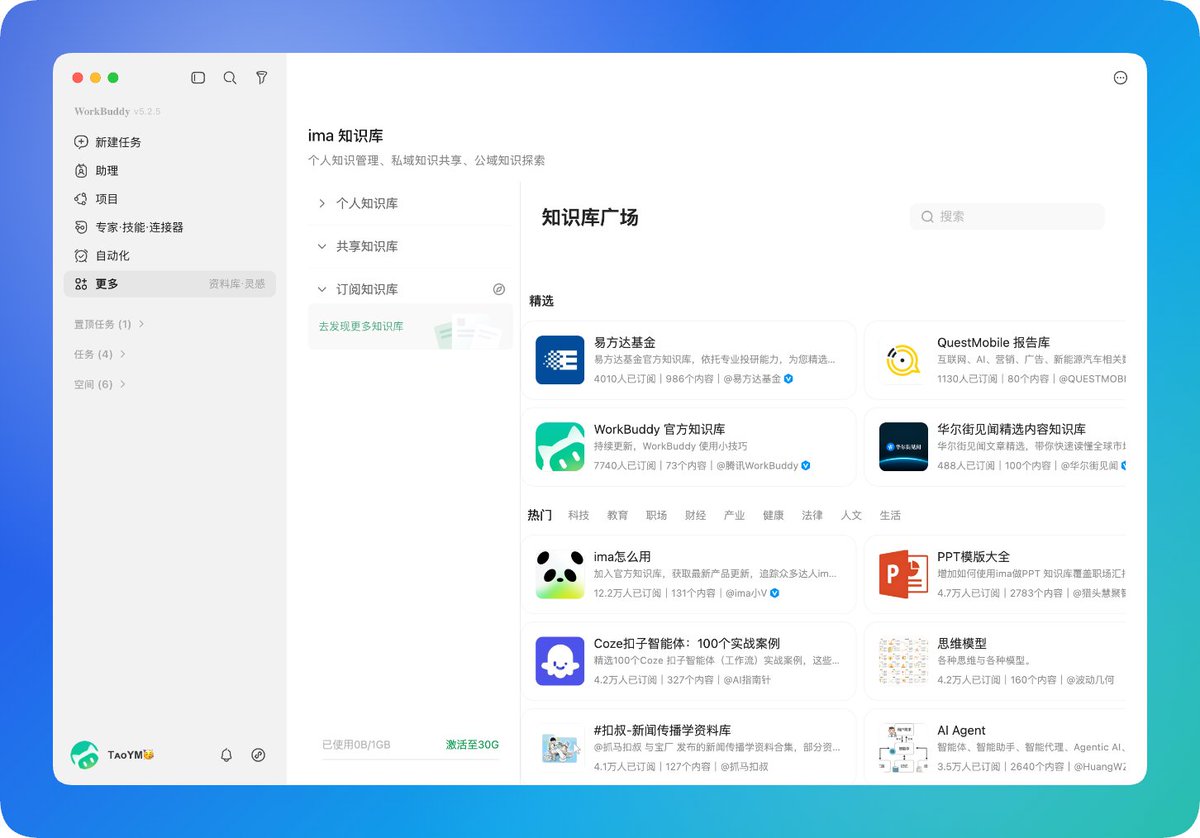 WorkBuddy v5.2.5
新建任务
助理
项目
专家·技能·连接器
自动化
更多 资料库·灵感
置顶任务 (1)
任务 (4)
空间 (6)
TaoYM🥳
ima 知识库
个人知识管理、私域知识共享、公域知识探索
个人知识库
共享知识库
订阅知识库
去发现更多知识库
已使用0B/1GB 激活至30G
知识库广场
搜索
精选
易方达基金
易方达基金官方知识库，依托专业投研能力，为您精选...
4010人已订阅 | 986个内容 | @易方达基金
QuestMobile 报告库
互联网、AI、营销、广告、新能源汽车相关数
1130人已订阅 | 80个内容 | @QUESTMOBI
WorkBuddy 官方知识库
持续更新，WorkBuddy 使用小技巧
7740人已订阅 | 73个内容 | @腾讯WorkBuddy
华尔街见闻
华尔街见闻精选内容知识库
华尔街见闻文章精选，带你快速读懂全球市场
488人已订阅 | 100个内容 | @华尔街见闻
热门 科技 教育 职场 财经 产业 健康 法律 人文 生活
ima怎么用
加入官方知识库，获取最新产品更新，追踪众多达人im...
12.2万人已订阅 | 131个内容 | @ima小V
P
PPT模版大全
增加如何使用ima做PPT 知识库覆盖职场汇报
4.7万人已订阅 | 2783个内容 | @猎头慧聚智
Coze扣子智能体：100个实战案例
精选100个Coze 扣子智能体（工作流）实战案例，这些...
4.2万人已订阅 | 327个内容 | @AI指南针
思维模型
各种思维与各种模型。
4.2万人已订阅 | 160个内容 | @波动几何
#扣叔-新闻传播学资料库
@抓马扣叔 与宝厂 发布的新闻传播学资料合集，部分资...
4.1万人已订阅 | 127个内容 | @抓马扣叔
AI Agent
智能体、智能助手、智能代理、Agentic AI、
3.5万人已订阅 | 2640个内容 | @HuangWZ